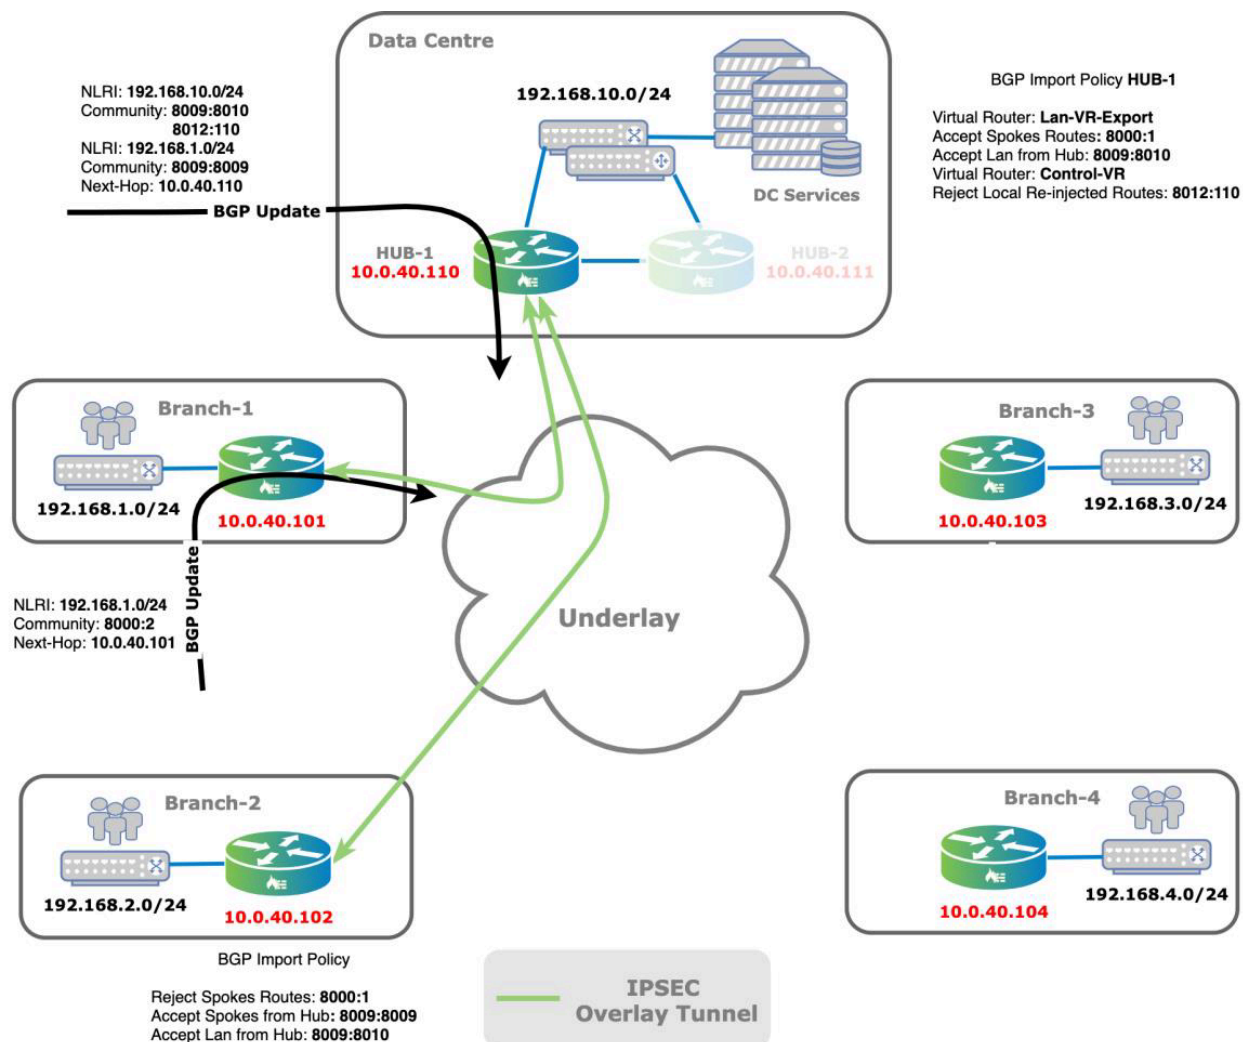 Data Centre
NLRI: 192.168.10.0/24
Community: 8009:8010
8012:110
NLRI: 192.168.1.0/24
Community: 8009:8009
Next-Hop: 10.0.40.110
BGP Update
192.168.10.0/24
DC Services
HUB-1
10.0.40.110
HUB-2
10.0.40.111
BGP Import Policy HUB-1
Virtual Router: Lan-VR-Export
Accept Spokes Routes: 8000:1
Accept Lan from Hub: 8009:8010
Virtual Router: Control-VR
Reject Local Re-injected Routes: 8012:110
Branch-1
192.168.1.0/24
10.0.40.101
Branch-3
10.0.40.103
192.168.3.0/24
NLRI: 192.168.1.0/24
Community: 8000:2
Next-Hop: 10.0.40.101
BGP Update
Underlay
Branch-2
192.168.2.0/24
10.0.40.102
Branch-4
10.0.40.104
192.168.4.0/24
BGP Import Policy
Reject Spokes Routes: 8000:1
Accept Spokes from Hub: 8009:8009
Accept Lan from Hub: 8009:8010
IPSEC
Overlay Tunnel